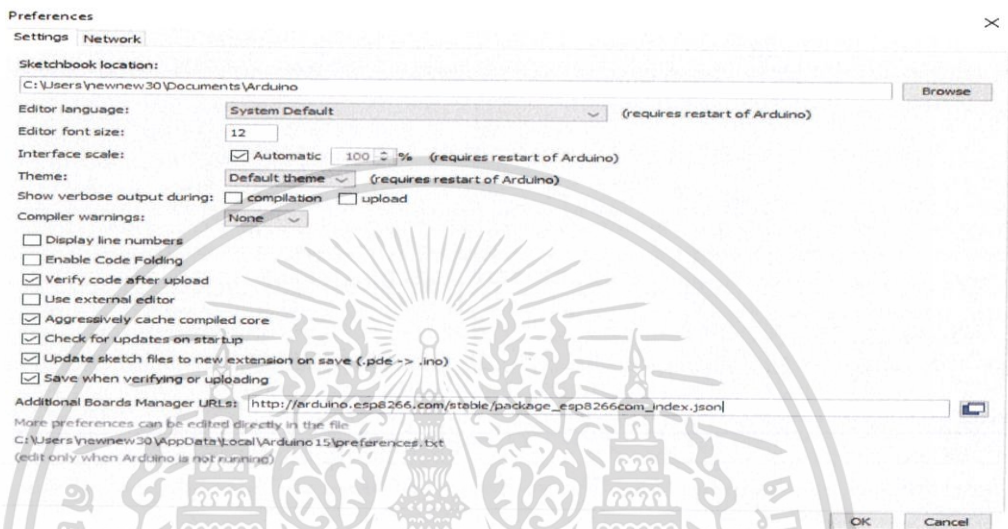 Preferences
Settings Network
Sketchbook location:
C:\Users\newnew30\Documents\Arduino Browse
Editor language: System Default (requires restart of Arduino)
Editor font size: 12
Interface scale: Automatic 100 % (requires restart of Arduino)
Theme: Default theme (requires restart of Arduino)
Show verbose output during: compilation upload
Compiler warnings: None
Display line numbers
Enable Code Folding
Verify code after upload
Use external editor
Aggressively cache compiled core
Check for updates on startup
Update sketch files to new extension on save (.pde -> .ino)
Save when verifying or uploading
Additional Boards Manager URLs: http://arduino.esp8266.com/stable/package_esp8266com_index.json
More preferences can be edited directly in the file
C:\Users\newnew30\AppData\Local\Arduino15\preferences.txt
(edit only when Arduino is not running)
OK Cancel